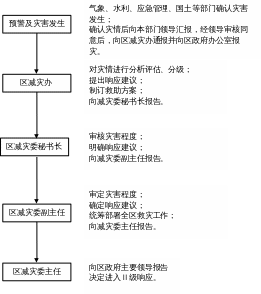 气象、水利、应急管理、国土等部门确认灾害
发生；
预警及灾害发生
确认灾情后向本部门领导汇报，经领导审核同
意后，向区减灾办通报并向区政府办公室报
灾。
区减灾办
对灾情进行分析评估、分级；
提出响应建议；
制订救助方案；
向减灾委秘书长报告。
区减灾委秘书长
审核灾害程度；
明确响应建议；
向减灾委副主任报告。
区减灾委副主任
审定灾害程度；
确定响应建议；
统筹部署全区救灾工作；
向减灾委主任报告。
区减灾委主任
向区政府主要领导报告
决定进入Ⅱ级响应。